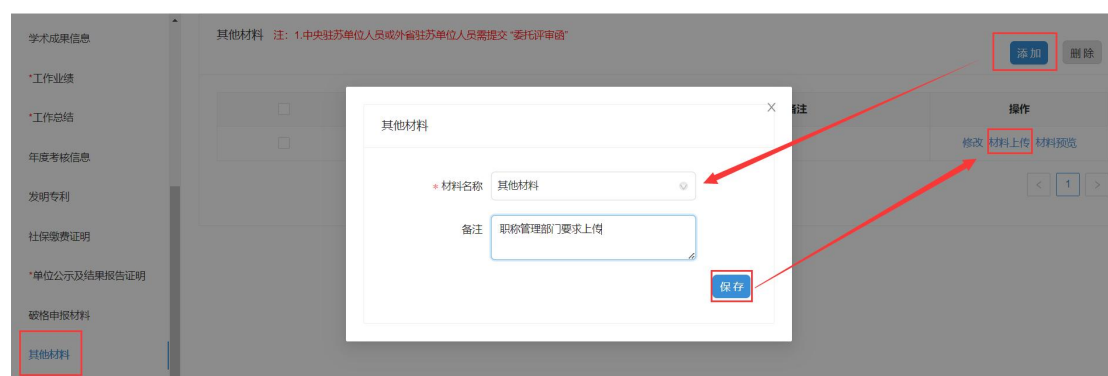 学术成果信息
*工作业绩
*工作总结
年度考核信息
发明专利
社保缴费证明
*单位公示及结果报告证明
破格申报材料
其他材料
其他材料 注：1.中央驻苏单位人员或外省驻苏单位人员需提交“委托评审函”
添加 删除
备注 操作
修改 材料上传 材料预览
< 1 >
其他材料 X
* 材料名称 其他材料
备注 职称管理部门要求上传
保存